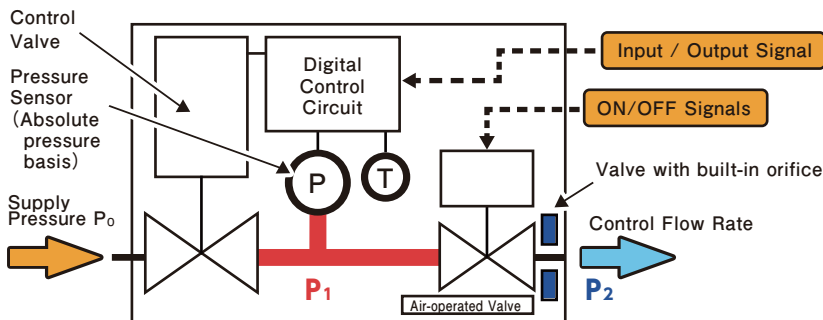 Control
Valve
Pressure
Sensor
(Absolute
pressure
basis)
Supply
Pressure P₀
Digital
Control
Circuit
P
T
P₁
Input / Output Signal
ON/OFF Signals
Valve with built-in orifice
Control Flow Rate
P₂
Air-operated Valve